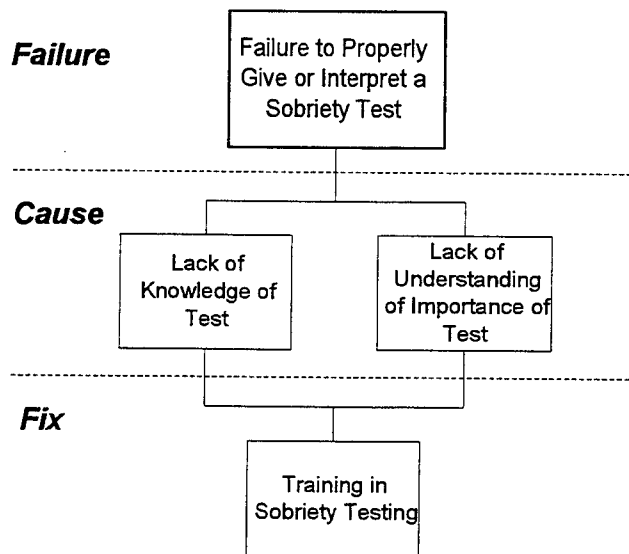 Failure
Failure to Properly
Give or Interpret a
Sobriety Test
Cause
Lack of
Knowledge of
Test
Lack of
Understanding
of Importance of
Test
Fix
Training in
Sobriety Testing